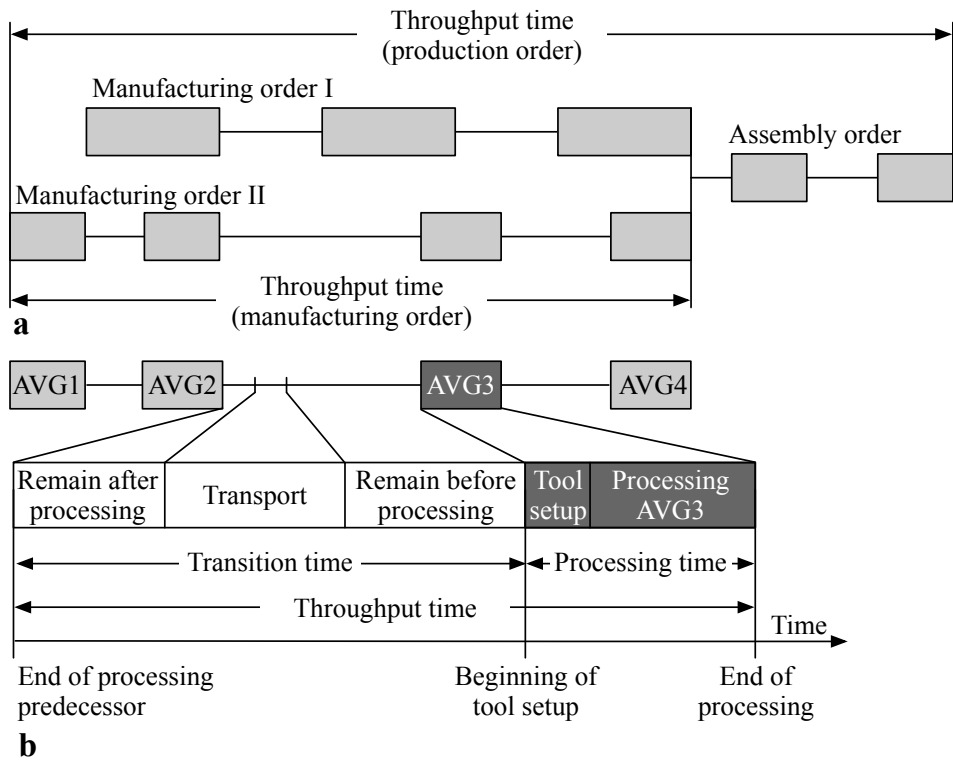 Throughput time
(production order)
Manufacturing order I
Assembly order
Manufacturing order II
Throughput time
(manufacturing order)
a
AVG1
AVG2
AVG3
AVG4
Remain after
processing
Transport
Remain before
processing
Tool
setup
Processing
AVG3
Transition time
Processing time
Throughput time
Time
End of processing
predecessor
Beginning of
tool setup
End of
processing
b